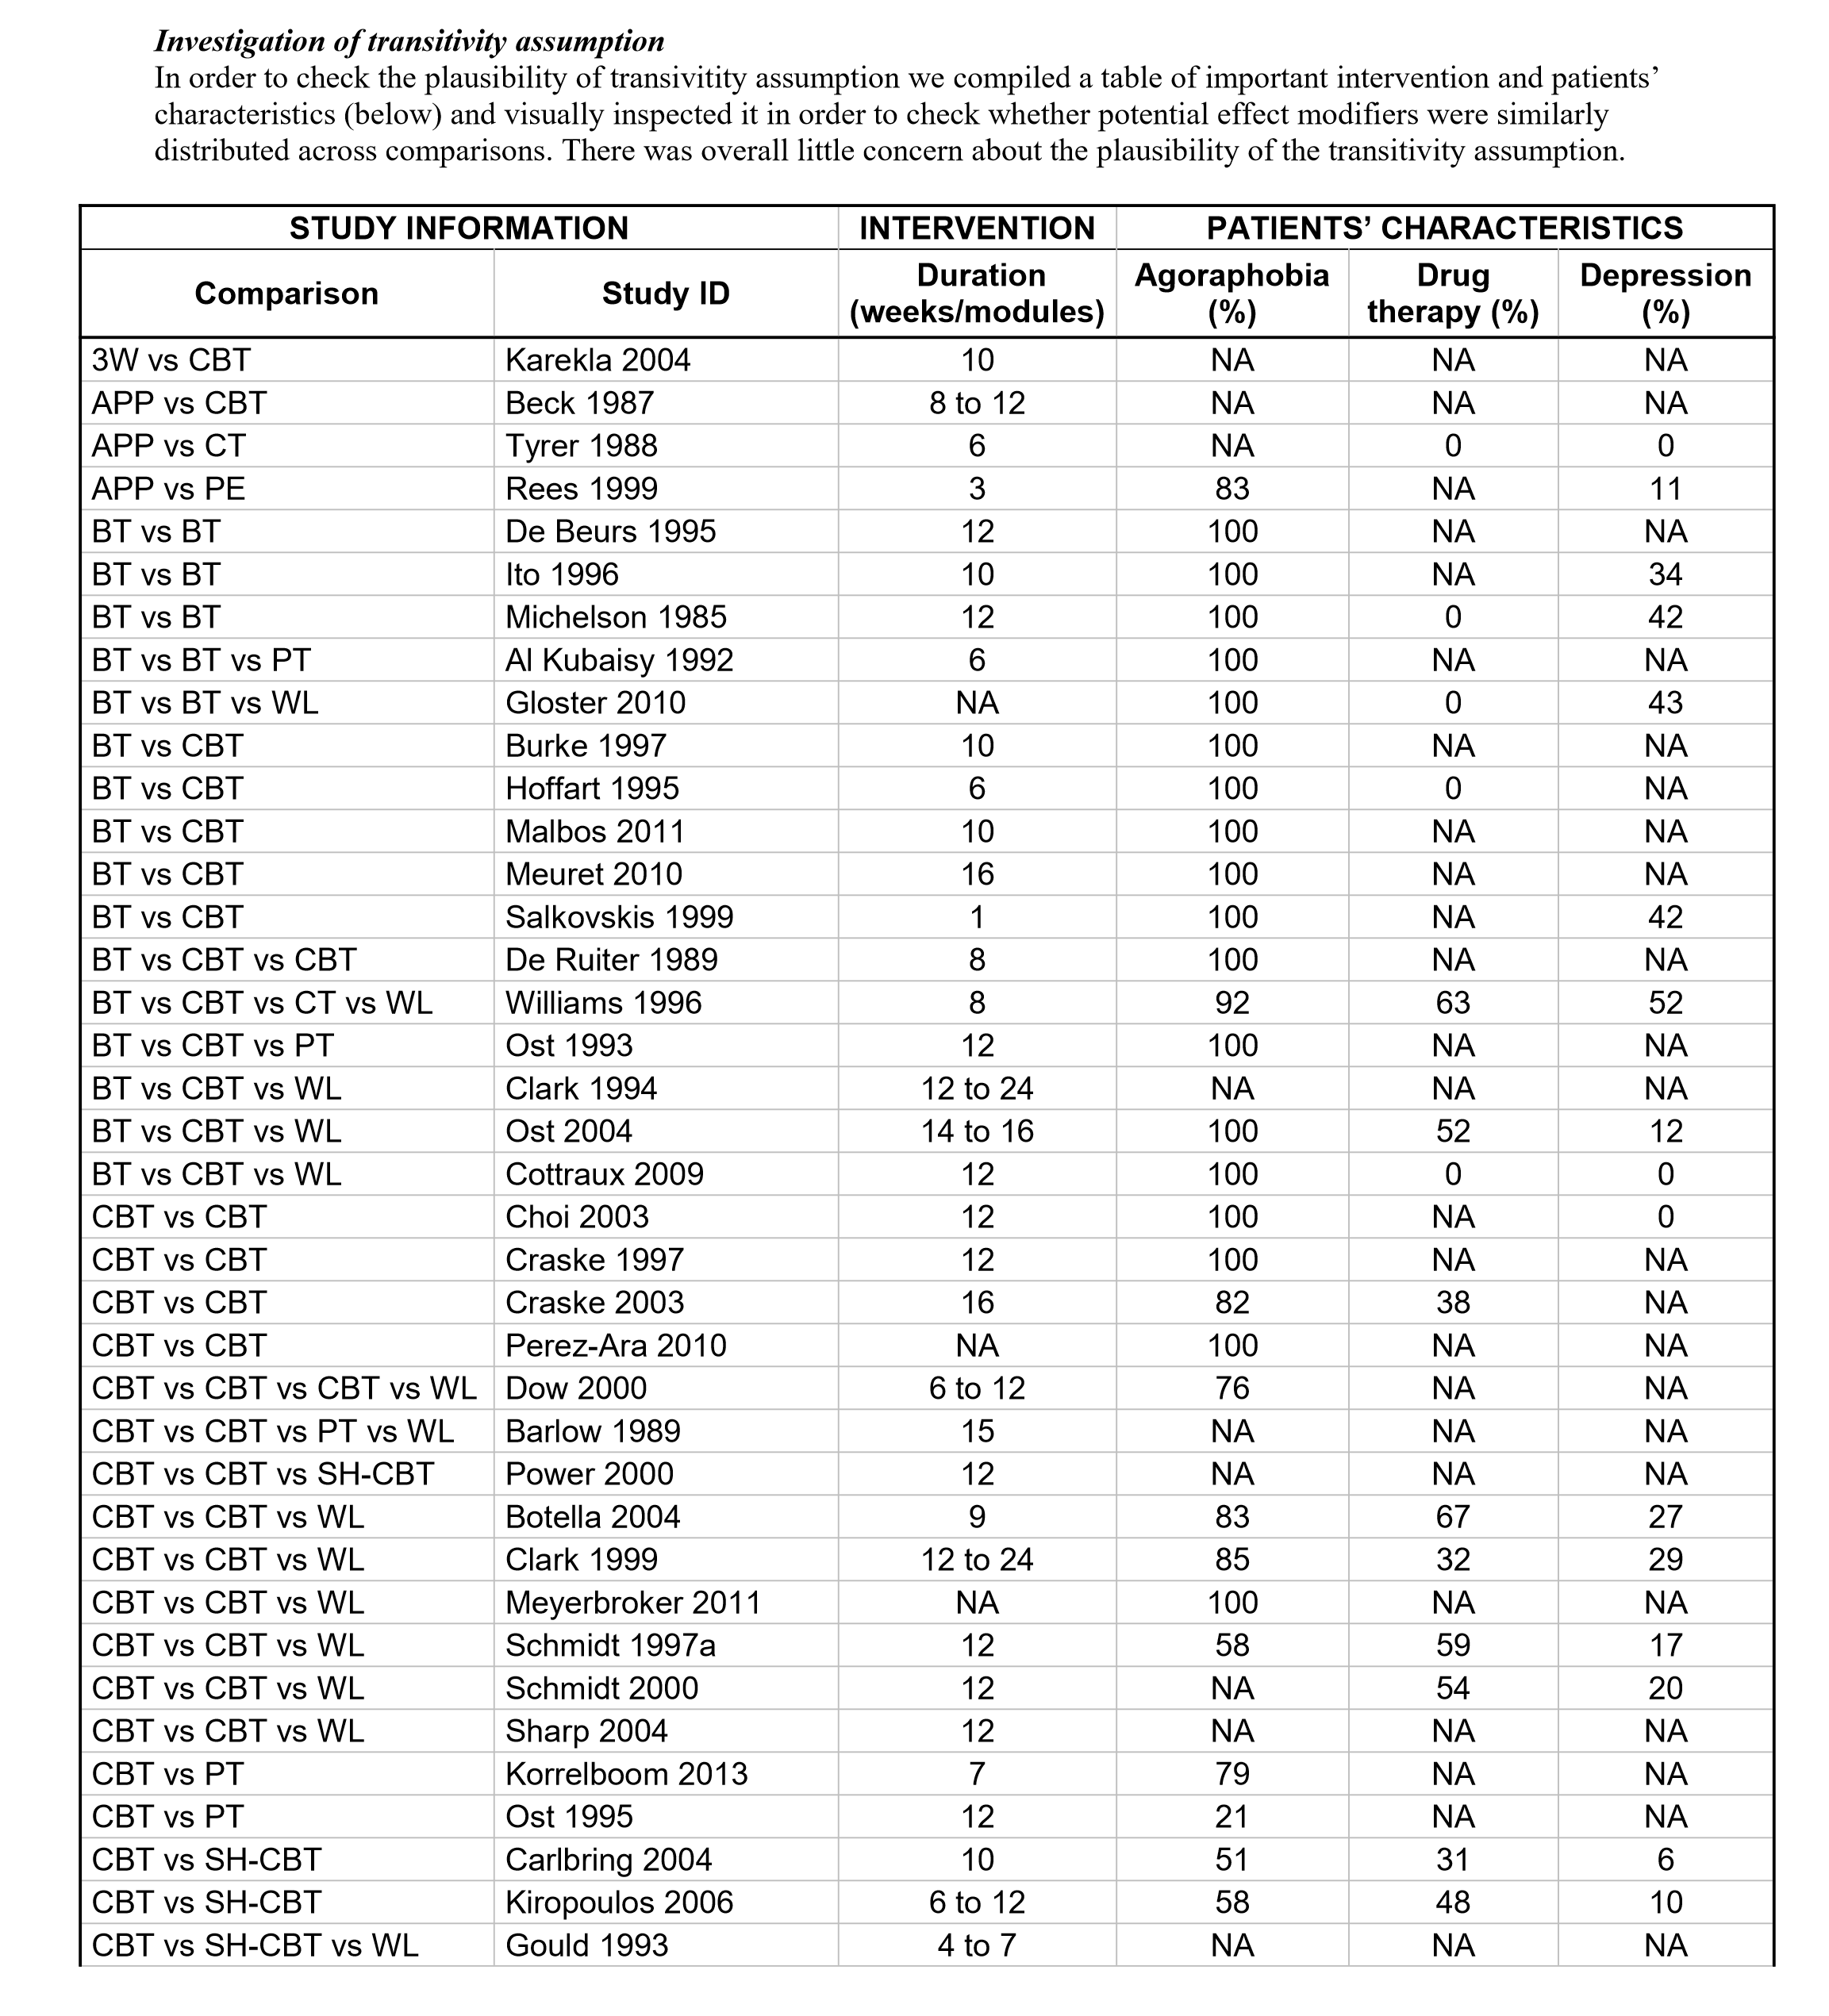 Investigation of transitivity assumption
In order to check the plausibility of transivitity assumption we compiled a table of important intervention and patients’
characteristics (below) and visually inspected it in order to check whether potential effect modifiers were similarly
distributed across comparisons. There was overall little concern about the plausibility of the transitivity assumption.
STUDY INFORMATION INTERVENTION PATIENTS’ CHARACTERISTICS
Comparison Study ID Duration (weeks/modules) Agoraphobia (%) Drug therapy (%) Depression (%)
3W vs CBT Karekla 2004 10 NA NA NA
APP vs CBT Beck 1987 8 to 12 NA NA NA
APP vs CT Tyrer 1988 6 NA 0 0
APP vs PE Rees 1999 3 83 NA 11
BT vs BT De Beurs 1995 12 100 NA NA
BT vs BT Ito 1996 10 100 NA 34
BT vs BT Michelson 1985 12 100 0 42
BT vs BT vs PT Al Kubaisy 1992 6 100 NA NA
BT vs BT vs WL Gloster 2010 NA 100 0 43
BT vs CBT Burke 1997 10 100 NA NA
BT vs CBT Hoffart 1995 6 100 0 NA
BT vs CBT Malbos 2011 10 100 NA NA
BT vs CBT Meuret 2010 16 100 NA NA
BT vs CBT Salkovskis 1999 1 100 NA 42
BT vs CBT vs CBT De Ruiter 1989 8 100 NA NA
BT vs CBT vs CT vs WL Williams 1996 8 92 63 52
BT vs CBT vs PT Ost 1993 12 100 NA NA
BT vs CBT vs WL Clark 1994 12 to 24 NA NA NA
BT vs CBT vs WL Ost 2004 14 to 16 100 52 12
BT vs CBT vs WL Cottraux 2009 12 100 0 0
CBT vs CBT Choi 2003 12 100 NA 0
CBT vs CBT Craske 1997 12 100 NA NA
CBT vs CBT Craske 2003 16 82 38 NA
CBT vs CBT Perez-Ara 2010 NA 100 NA NA
CBT vs CBT vs CBT vs WL Dow 2000 6 to 12 76 NA NA
CBT vs CBT vs PT vs WL Barlow 1989 15 NA NA NA
CBT vs CBT vs SH-CBT Power 2000 12 NA NA NA
CBT vs CBT vs WL Botella 2004 9 83 67 27
CBT vs CBT vs WL Clark 1999 12 to 24 85 32 29
CBT vs CBT vs WL Meyerbroker 2011 NA 100 NA NA
CBT vs CBT vs WL Schmidt 1997a 12 58 59 17
CBT vs CBT vs WL Schmidt 2000 12 NA 54 20
CBT vs CBT vs WL Sharp 2004 12 NA NA NA
CBT vs PT Korrelboom 2013 7 79 NA NA
CBT vs PT Ost 1995 12 21 NA NA
CBT vs SH-CBT Carlbring 2004 10 51 31 6
CBT vs SH-CBT Kiropoulos 2006 6 to 12 58 48 10
CBT vs SH-CBT vs WL Gould 1993 4 to 7 NA NA NA